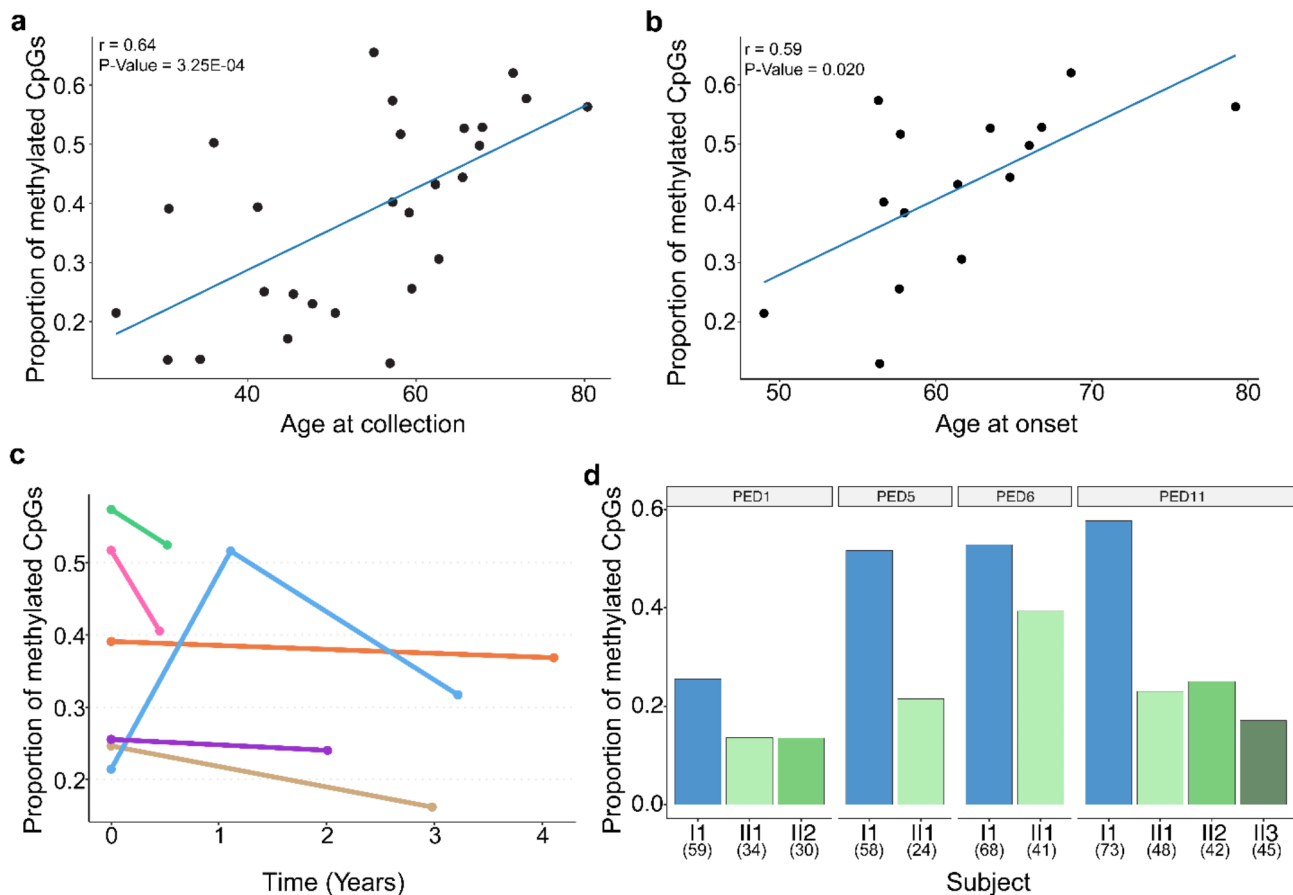 a
r = 0.64
P-Value = 3.25E-04
Proportion of methylated CpGs
0.6
0.5
0.4
0.3
0.2
40
60
80
Age at collection
b
r = 0.59
P-Value = 0.020
Proportion of methylated CpGs
0.6
0.5
0.4
0.3
0.2
50
60
70
80
Age at onset
c
Proportion of methylated CpGs
0.5
0.4
0.3
0.2
0
1
2
3
4
Time (Years)
d
Proportion of methylated CpGs
PED1
PED5
PED6
PED11
0.6
0.4
0.2
0.0
I1 II1 II2 I1 II1 I1 II1 I1 II1 II2 II3
(59) (34) (30) (58) (24) (68) (41) (73) (48) (42) (45)
Subject